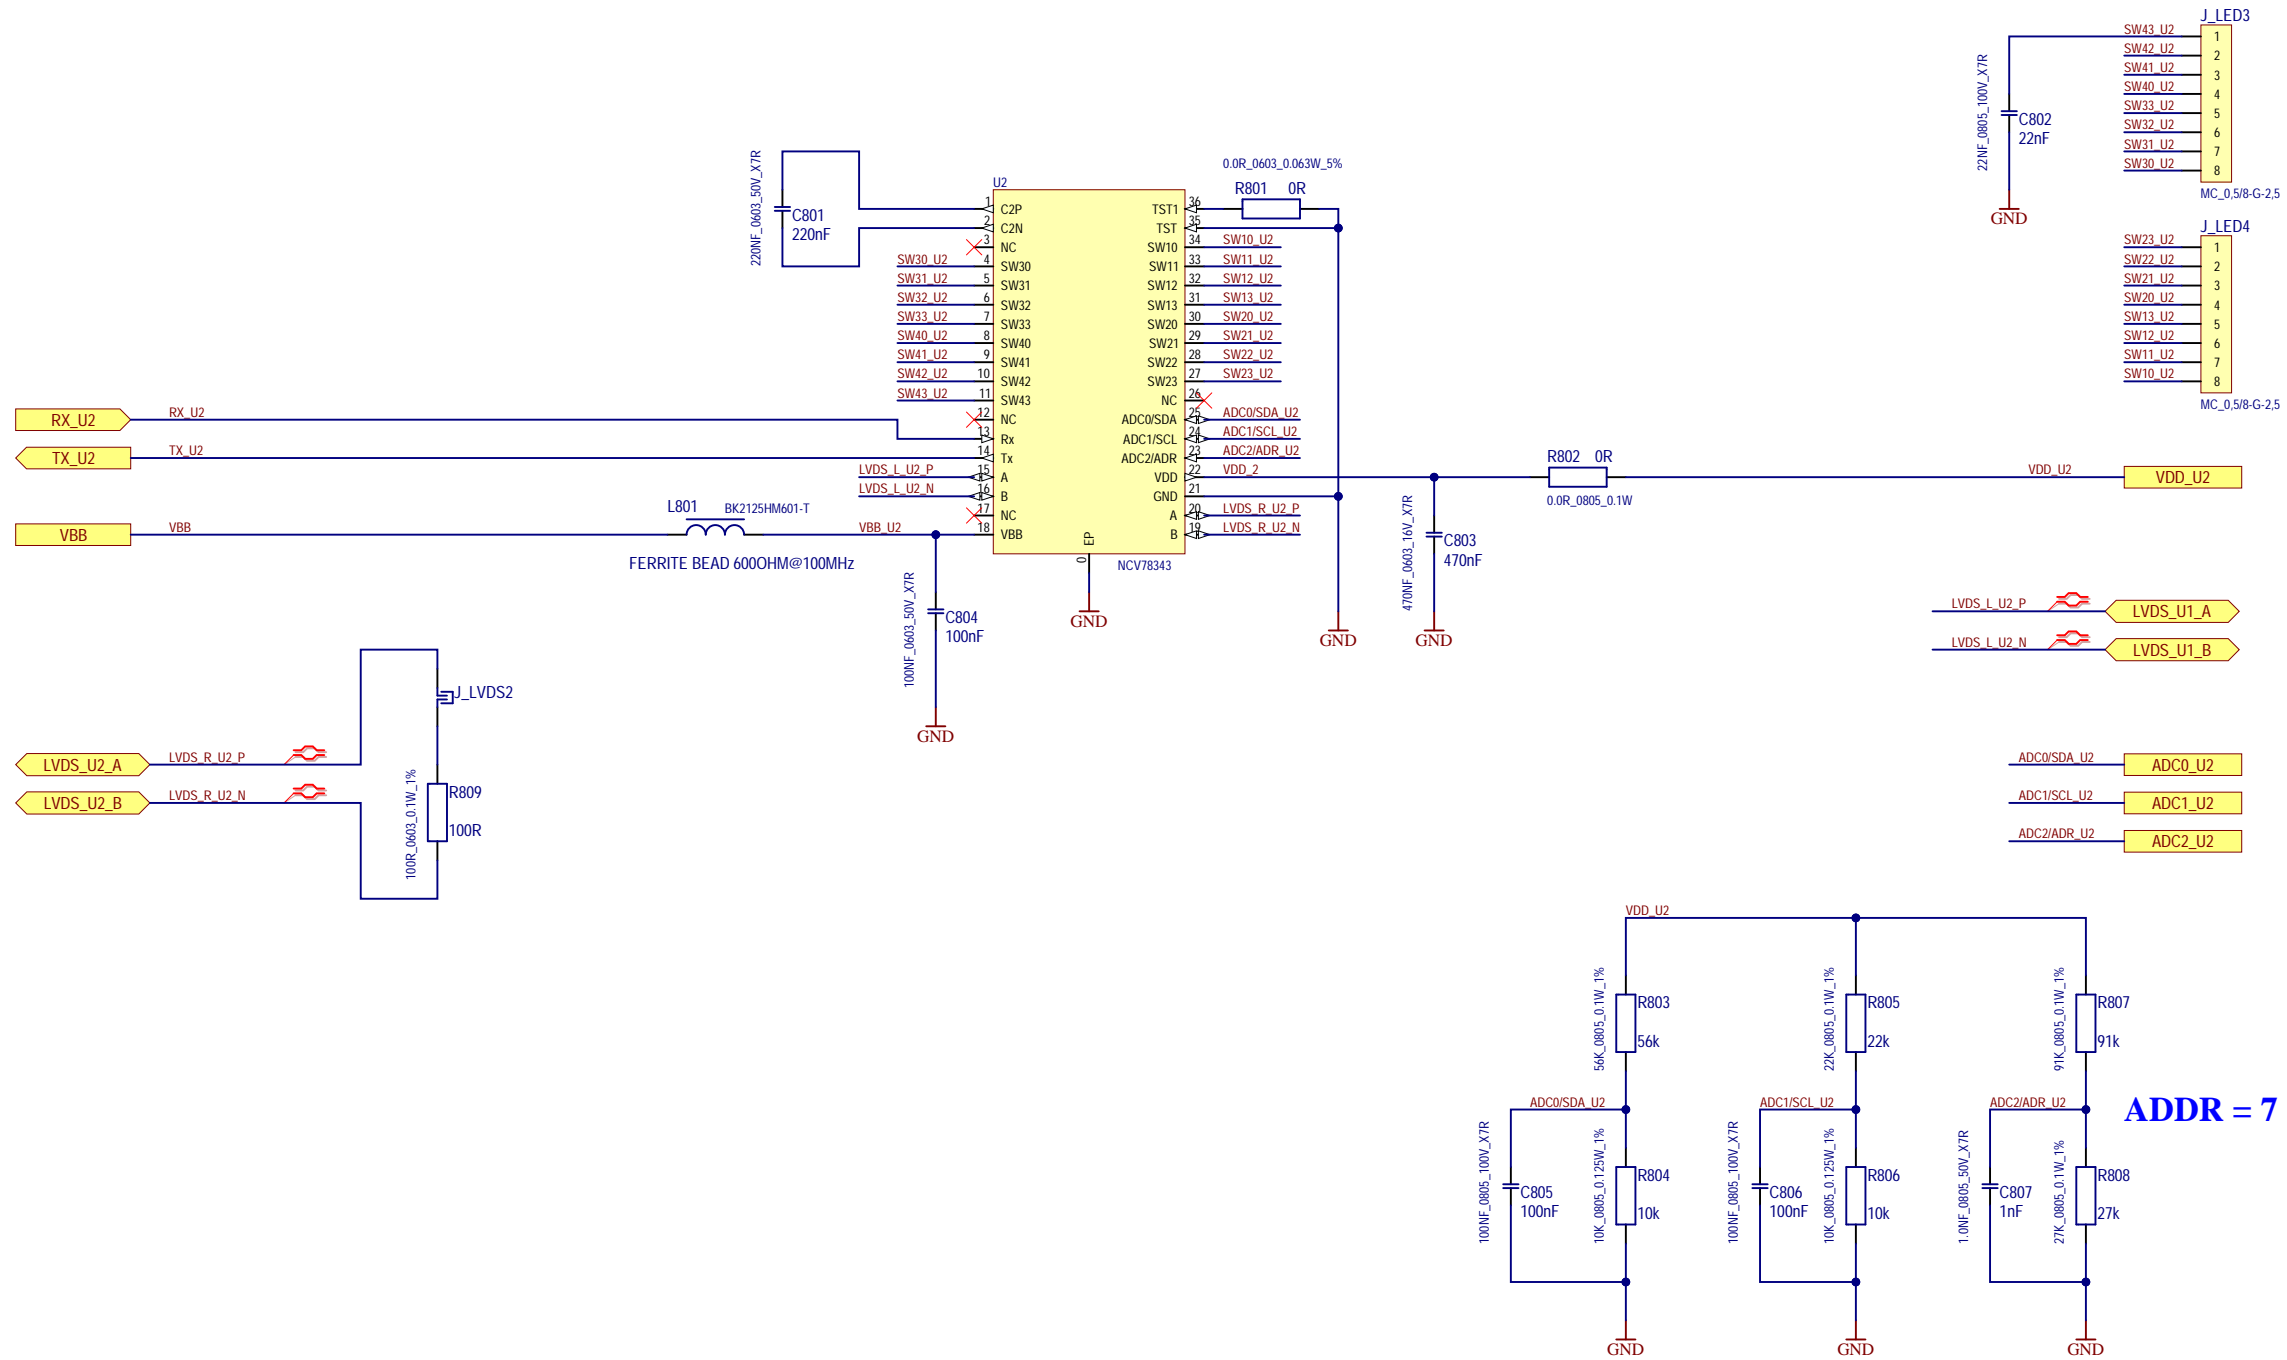 J_LED3
SW43_U2 1
SW42_U2 2
SW41_U2 3
SW40_U2 4
SW33_U2 5
SW32_U2 6
SW31_U2 7
SW30_U2 8
MC_0,5/8-G-2,5
22NF_0805_100V_X7R
C802
22nF
GND
J_LED4
SW23_U2 1
SW22_U2 2
SW21_U2 3
SW20_U2 4
SW13_U2 5
SW12_U2 6
SW11_U2 7
SW10_U2 8
MC_0,5/8-G-2,5
220NF_0603_50V_X7R
C801
220nF
0.0R_0603_0.063W_5%
R801 0R
U2
1 C2P
2 C2N
3 NC
SW30_U2 4 SW30
SW31_U2 5 SW31
SW32_U2 6 SW32
SW33_U2 7 SW33
SW40_U2 8 SW40
SW41_U2 9 SW41
SW42_U2 10 SW42
SW43_U2 11 SW43
12 NC
RX_U2 RX_U2 13 Rx
TX_U2 TX_U2 14 Tx
LVDS_L_U2_P 15 A
LVDS_L_U2_N 16 B
17 NC
VBB VBB VBB_U2 18 VBB
TST1 36
TST 35
SW10 34 SW10_U2
SW11 33 SW11_U2
SW12 32 SW12_U2
SW13 31 SW13_U2
SW20 30 SW20_U2
SW21 29 SW21_U2
SW22 28 SW22_U2
SW23 27 SW23_U2
NC 26
ADC0/SDA 25 ADC0/SDA_U2
ADC1/SCL 24 ADC1/SCL_U2
ADC2/ADR 23 ADC2/ADR_U2
VDD 22 VDD_2
GND 21
A 20 LVDS_R_U2_P
B 19 LVDS_R_U2_N
EP
0
NCV78343
GND
L801 BK2125HM601-T
FERRITE BEAD 600OHM@100MHz
100NF_0603_50V_X7R
C804
100nF
GND
GND
R802 0R
0.0R_0805_0.1W
VDD_U2 VDD_U2
470NF_0603_16V_X7R
C803
470nF
GND
LVDS_L_U2_P LVDS_U1_A
LVDS_L_U2_N LVDS_U1_B
J_LVDS2
LVDS_U2_A LVDS_R_U2_P
LVDS_U2_B LVDS_R_U2_N
100R_0603_0.1W_1%
R809
100R
ADC0/SDA_U2 ADC0_U2
ADC1/SCL_U2 ADC1_U2
ADC2/ADR_U2 ADC2_U2
VDD_U2
56K_0805_0.1W_1%
R803
56k
22K_0805_0.1W_1%
R805
22k
91K_0805_0.1W_1%
R807
91k
ADC0/SDA_U2
ADC1/SCL_U2
ADC2/ADR_U2
ADDR = 7
100NF_0805_100V_X7R
C805
100nF
10K_0805_0.125W_1%
R804
10k
100NF_0805_100V_X7R
C806
100nF
10K_0805_0.125W_1%
R806
10k
1.0NF_0805_50V_X7R
C807
1nF
27K_0805_0.1W_1%
R808
27k
GND
GND
GND